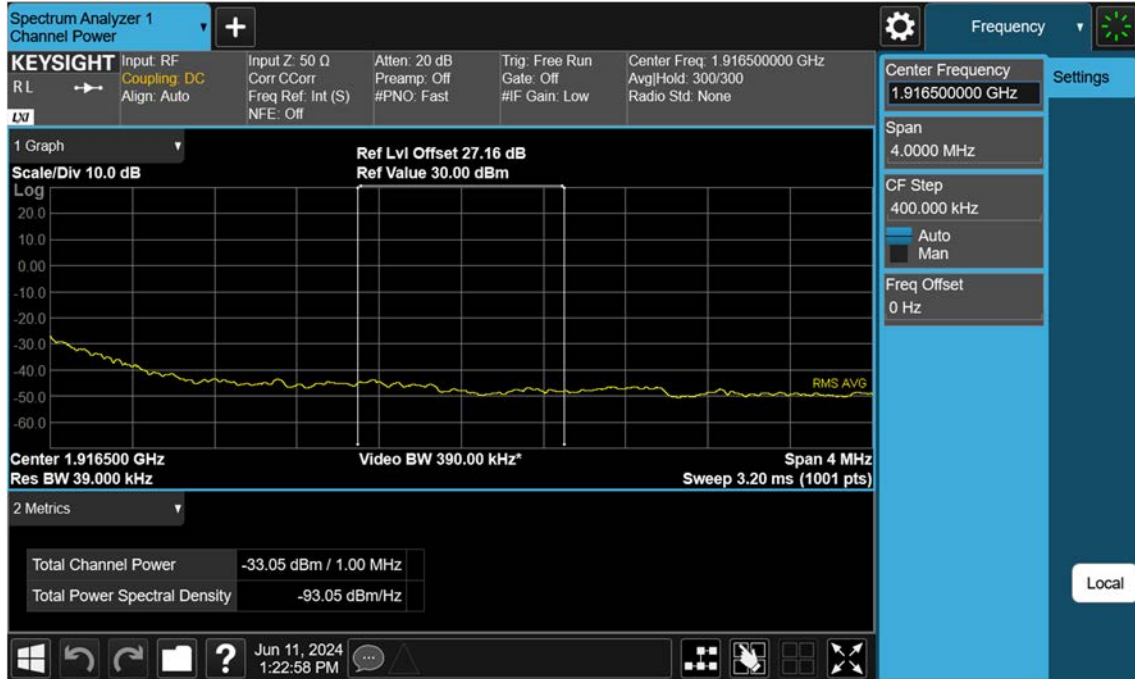 Spectrum Analyzer 1
Channel Power
Frequency
KEYSIGHT
R L
LXI
Input: RF
Coupling: DC
Align: Auto
Input Z: 50 Ω
Corr CCorr
Freq Ref: Int (S)
NFE: Off
Atten: 20 dB
Preamp: Off
#PNO: Fast
Trig: Free Run
Gate: Off
#IF Gain: Low
Center Freq: 1.916500000 GHz
Avg|Hold: 300/300
Radio Std: None
Center Frequency
1.916500000 GHz
Settings
Span
4.0000 MHz
CF Step
400.000 kHz
Auto
Man
Freq Offset
0 Hz
Local
1 Graph
Scale/Div 10.0 dB
Ref Lvl Offset 27.16 dB
Ref Value 30.00 dBm
Log
20.0
10.0
0.00
-10.0
-20.0
-30.0
-40.0
-50.0
-60.0
RMS AVG
Center 1.916500 GHz
Video BW 390.00 kHz*
Span 4 MHz
Res BW 39.000 kHz
Sweep 3.20 ms (1001 pts)
2 Metrics
Total Channel Power -33.05 dBm / 1.00 MHz
Total Power Spectral Density -93.05 dBm/Hz
?
Jun 11, 2024
1:22:58 PM